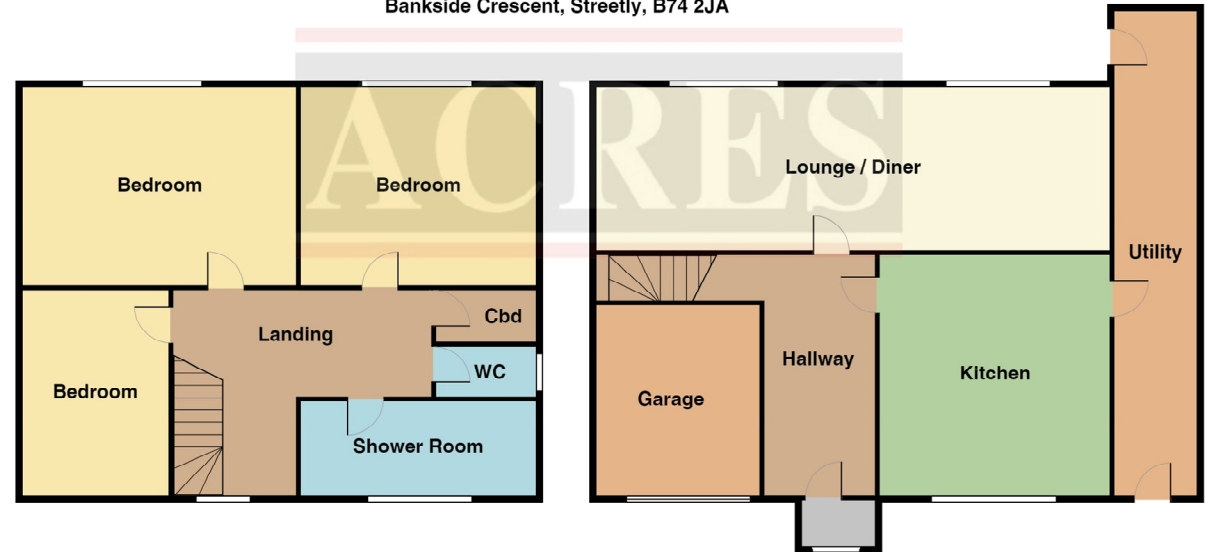 Bankside Crescent, Streetly, B74 2JA
ACRES
Bedroom
Bedroom
Bedroom
Landing
Cbd
WC
Shower Room
Lounge / Diner
Utility
Hallway
Kitchen
Garage